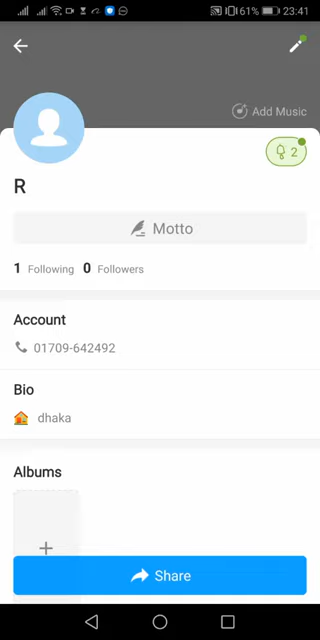 61% 23:41
Add Music
2
R
Motto
1 Following 0 Followers
Account
01709-642492
Bio
dhaka
Albums
+
Share